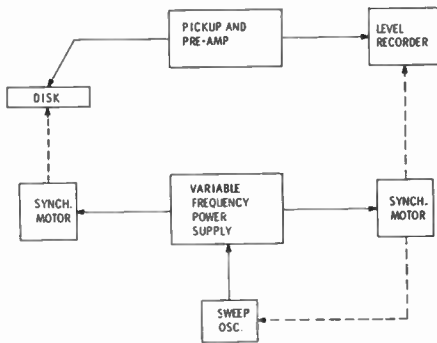 PICKUP AND
PRE-AMP
LEVEL
RECORDER
DISK
SYNCH.
MOTOR
VARIABLE
FREQUENCY
POWER
SUPPLY
SYNCH.
MOTOR
SWEEP
OSC.